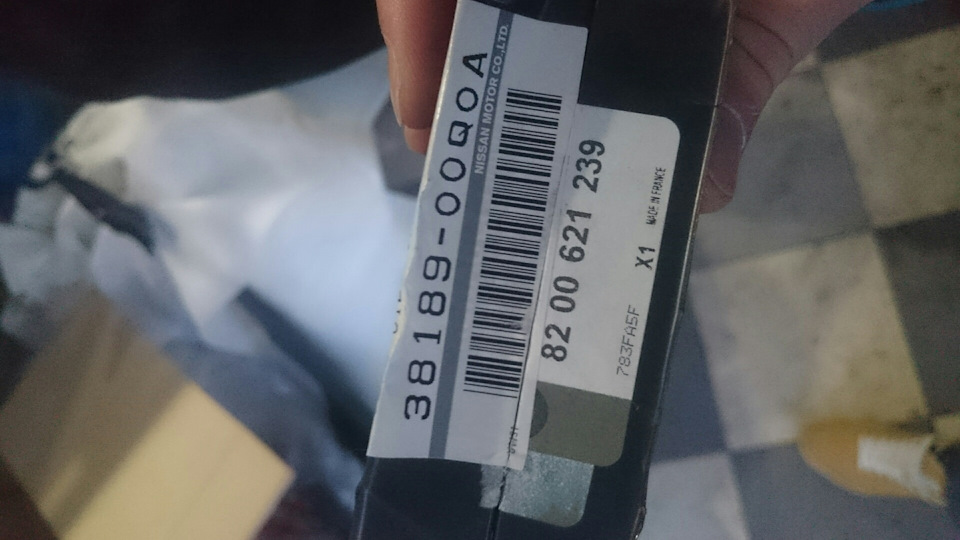 38189-00Q0A
NISSAN MOTOR CO.,LTD.
82 00 621 239
X1 MADE IN FRANCE
783FA5F